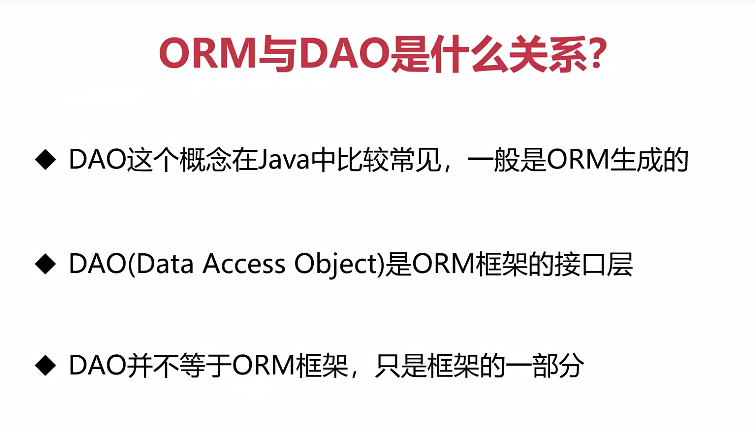 ORM与DAO是什么关系?
◆ DAO这个概念在Java中比较常见，一般是ORM生成的
◆ DAO(Data Access Object)是ORM框架的接口层
◆ DAO并不等于ORM框架，只是框架的一部分